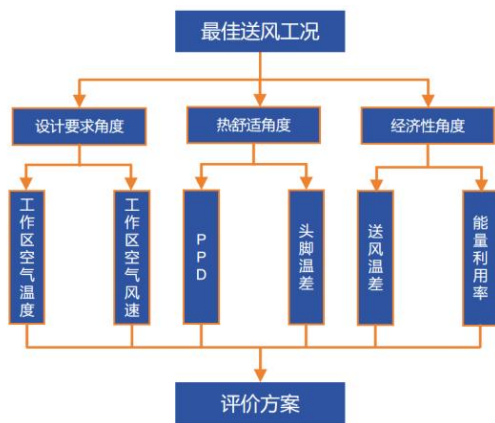 最佳送风工况
设计要求角度
热舒适角度
经济性角度
工作区空气温度
工作区空气风速
PPD
头脚温差
送风温差
能量利用率
评价方案